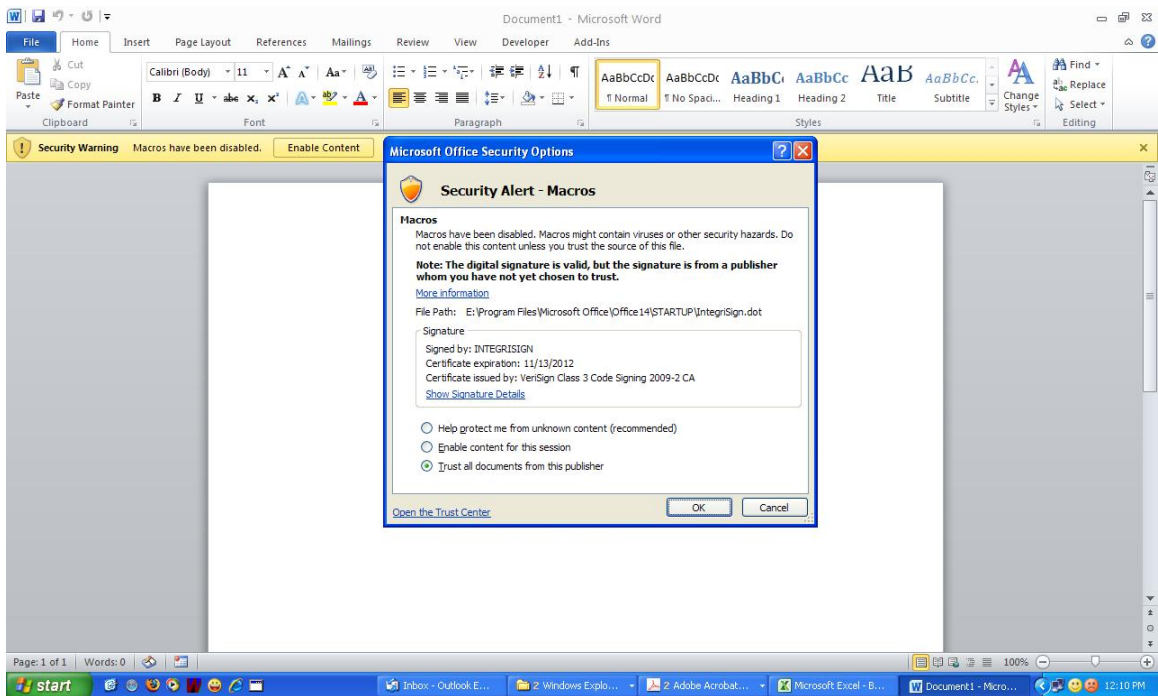 Document1 - Microsoft Word
File Home Insert Page Layout References Mailings Review View Developer Add-Ins
Paste
Cut
Copy
Format Painter
Clipboard
Calibri (Body) 11
Font
Paragraph
AaBbCcDc AaBbCcDc AaBbC AaBbCc AaB AaBbCc.
¶ Normal ¶ No Spaci... Heading 1 Heading 2 Title Subtitle
Change Styles
Styles
Find
Replace
Select
Editing
Security Warning Macros have been disabled. Enable Content
Microsoft Office Security Options
Security Alert - Macros
Macros
Macros have been disabled. Macros might contain viruses or other security hazards. Do
not enable this content unless you trust the source of this file.
Note: The digital signature is valid, but the signature is from a publisher
whom you have not yet chosen to trust.
More information
File Path: E:\Program Files\Microsoft Office\Office14\STARTUP\IntegriSign.dot
Signature
Signed by: INTEGRISIGN
Certificate expiration: 11/13/2012
Certificate issued by: VeriSign Class 3 Code Signing 2009-2 CA
Show Signature Details
Help protect me from unknown content (recommended)
Enable content for this session
Trust all documents from this publisher
Open the Trust Center
OK Cancel
Page: 1 of 1 Words: 0 100%
start Inbox - Outlook E... 2 Windows Explo... 2 Adobe Acrobat... Microsoft Excel - B... Document1 - Micro... 12:10 PM